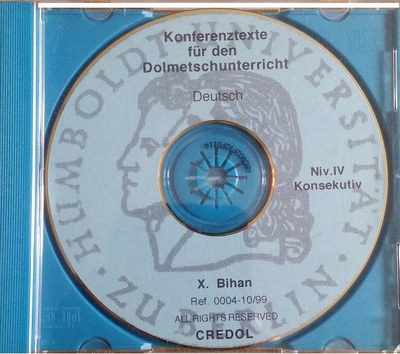 Konferenztexte
für den
Dolmetschunterricht
Deutsch
HUMBOLDT-UNIVERSITÄT ZU BERLIN
Niv.IV
Konsekutiv
X. Bihan
Ref. 0004-10/99
ALL RIGHTS RESERVED
CREDOL